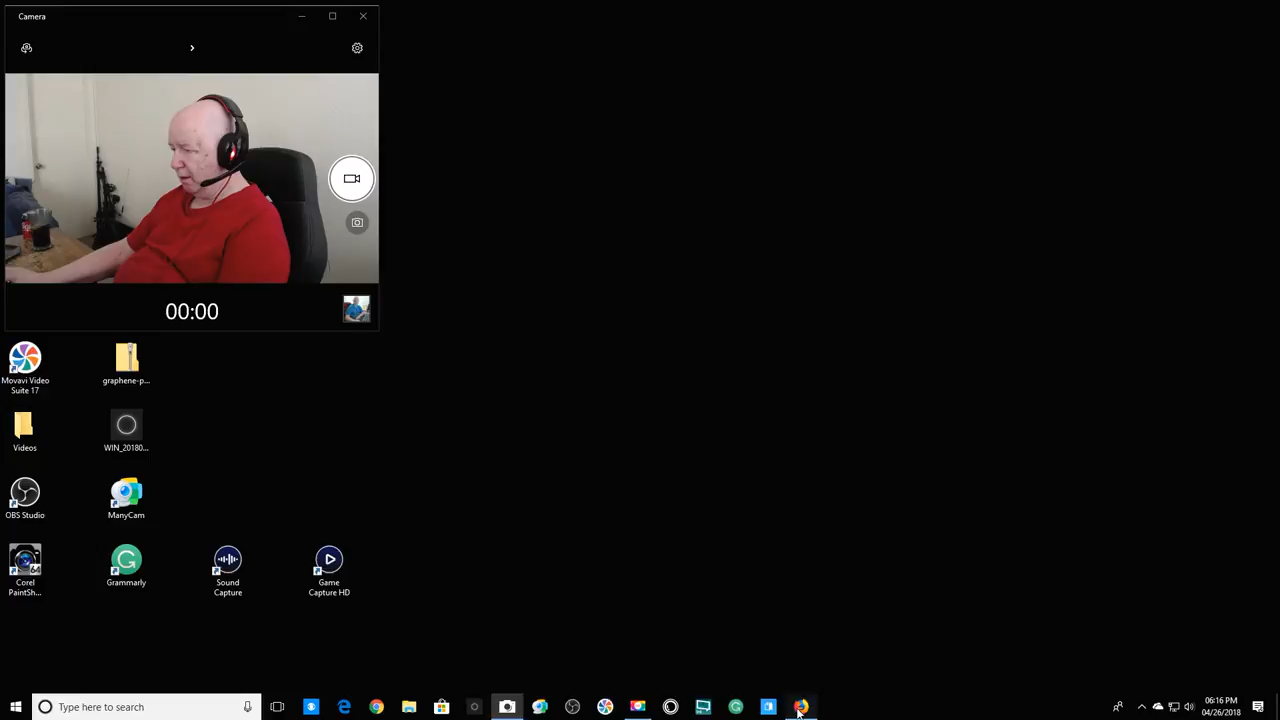 Camera
00:00
Movavi Video
Suite 17
graphene-p...
Videos
WIN_20180...
OBS Studio
ManyCam
Corel
PaintSh...
Grammarly
Sound
Capture
Game
Capture HD
Type here to search
06:16 PM
04/26/2018